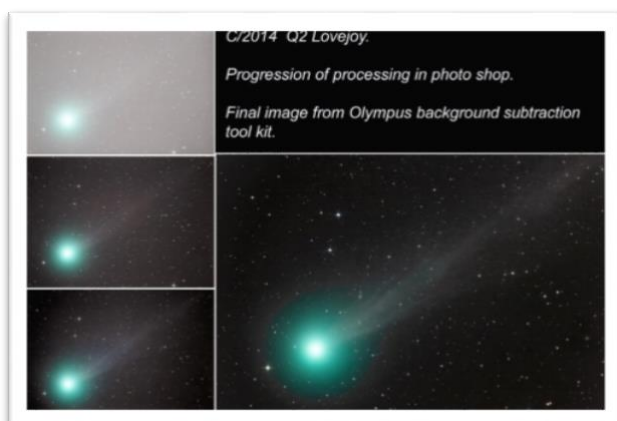 C/2014 Q2 Lovejoy.
Progression of processing in photo shop.
Final image from Olympus background subtraction
tool kit.